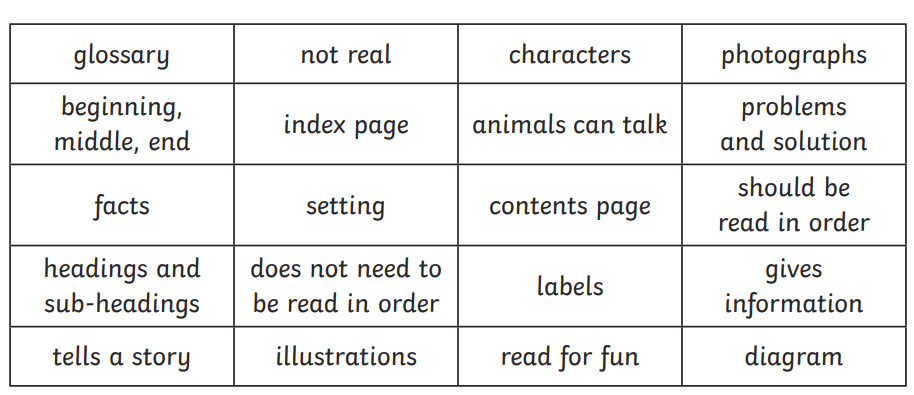 glossary
not real
characters
photographs
beginning,
middle, end
index page
animals can talk
problems
and solution
facts
setting
contents page
should be
read in order
headings and
sub-headings
does not need to
be read in order
labels
gives
information
tells a story
illustrations
read for fun
diagram